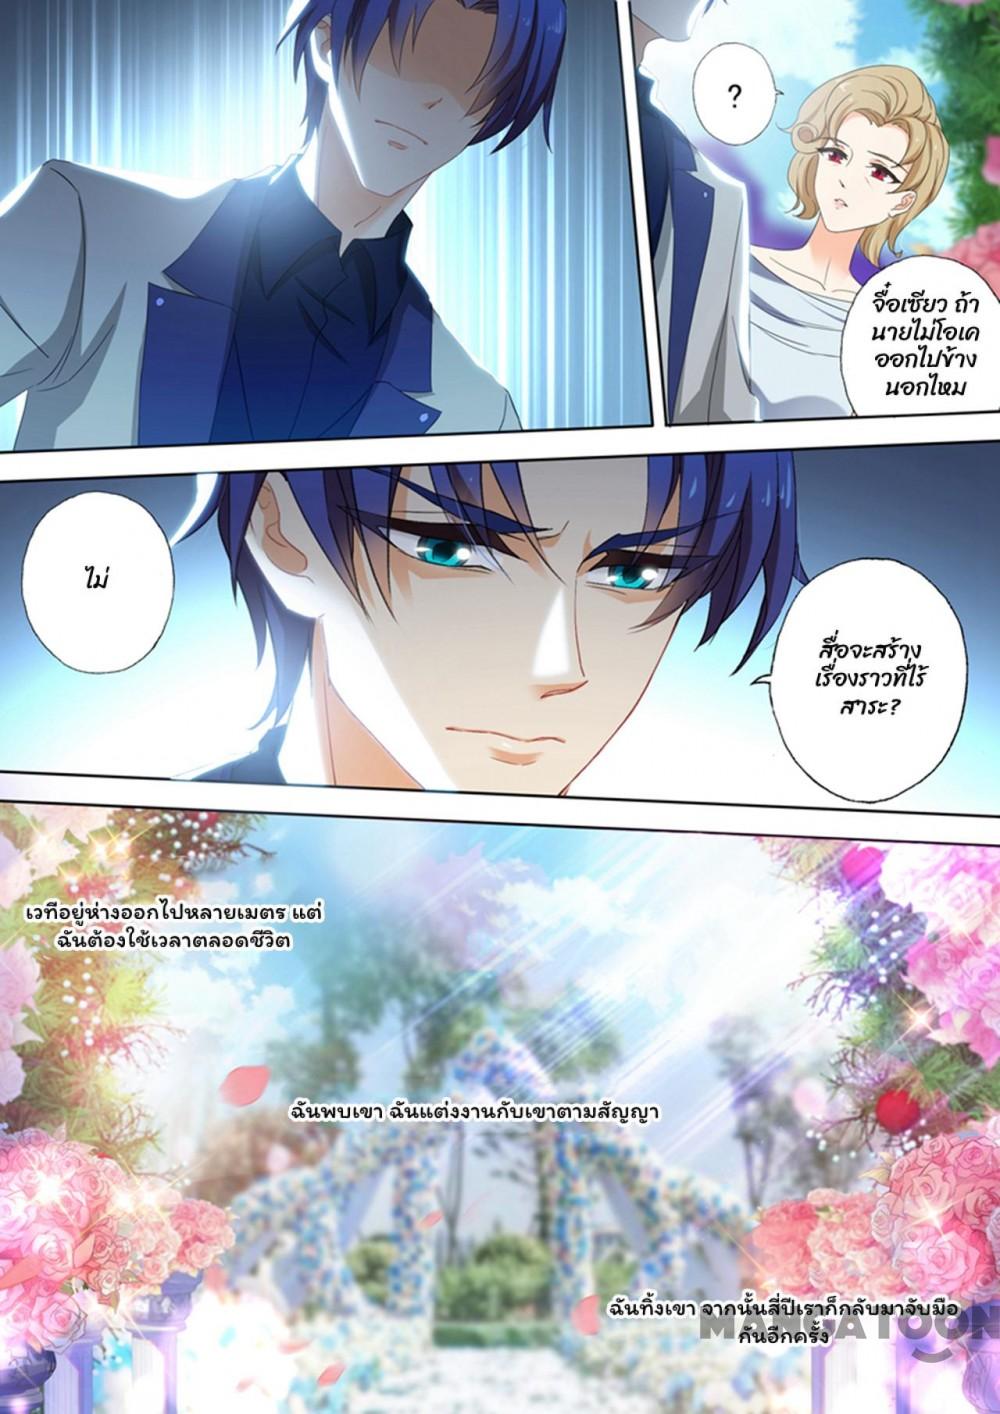 ?
จื๋อเซียว ถ้า
นายไม่โอเค
ออกไปข้าง
นอกไหม
ไม่
สื่อจะสร้าง
เรื่องราวที่ไร้
สาระ?
เวทีอยู่ห่างออกไปหลายเมตร แต่
ฉันต้องใช้เวลาตลอดชีวิต
ฉันพบเขา ฉันแต่งงานกับเขาตามสัญญา
ฉันทิ้งเขา จากนั้นสี่ปีเราก็กลับมาจับมือ
กันอีกครั้ง
MANGATOON